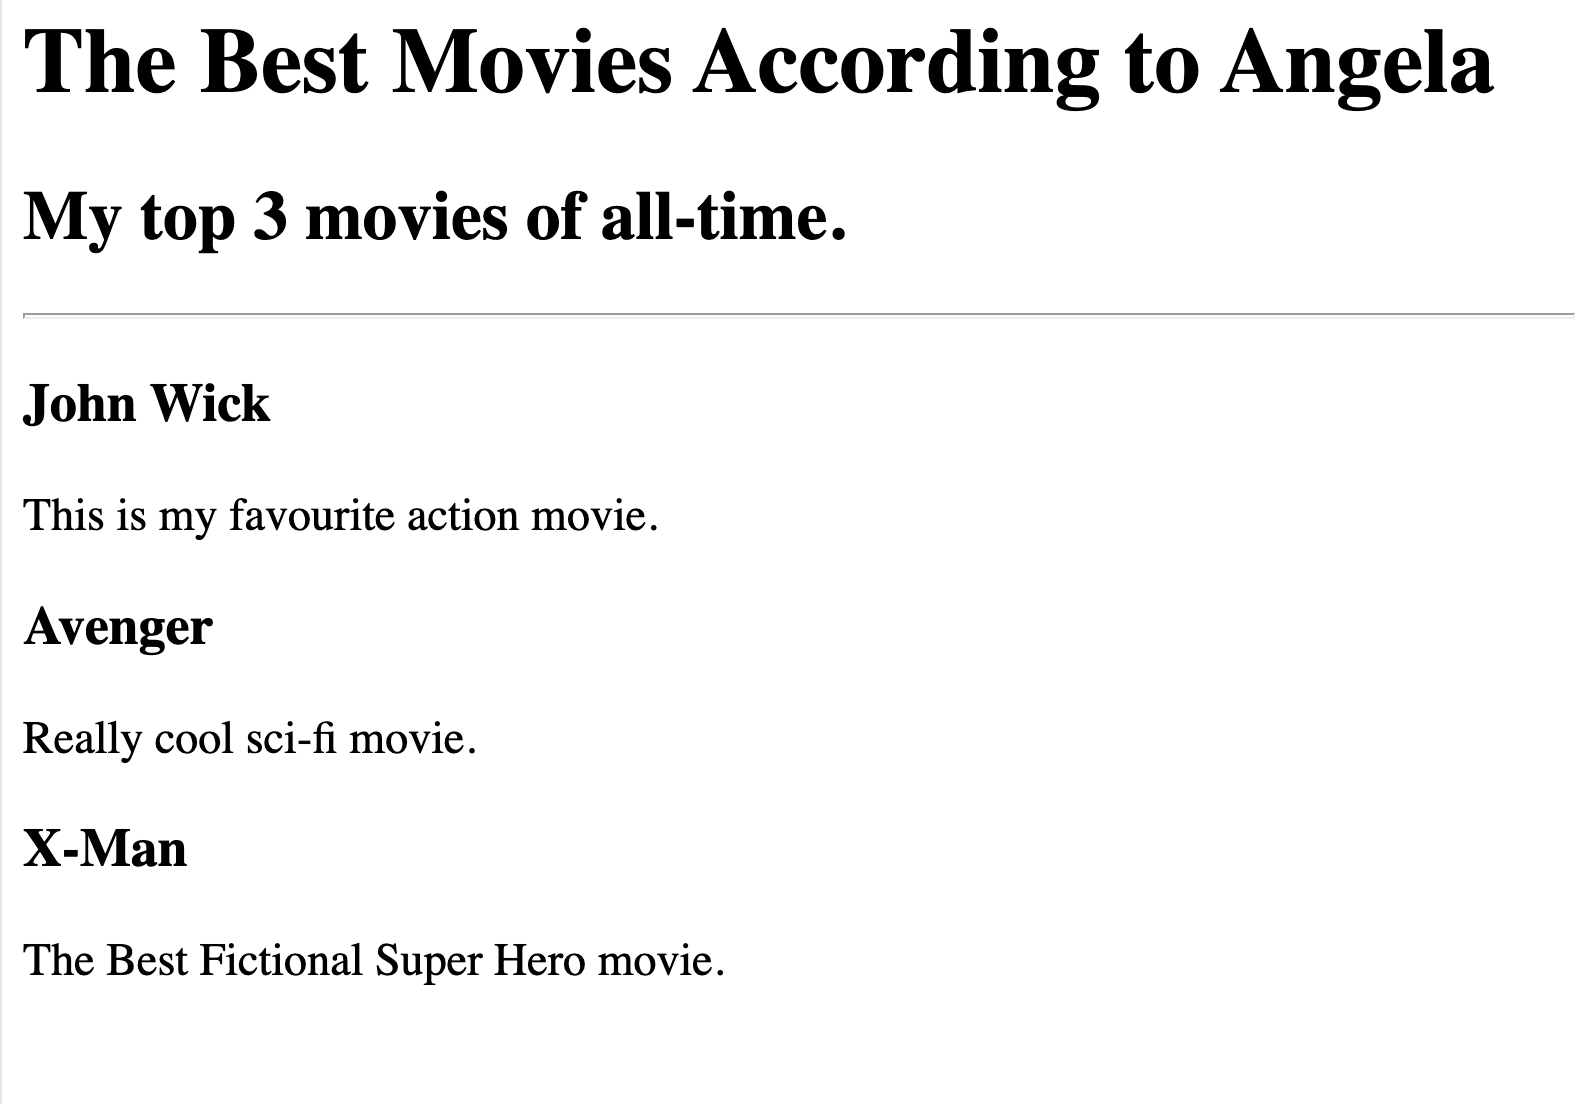 The Best Movies According to Angela
My top 3 movies of all-time.
John Wick
This is my favourite action movie.
Avenger
Really cool sci-fi movie.
X-Man
The Best Fictional Super Hero movie.